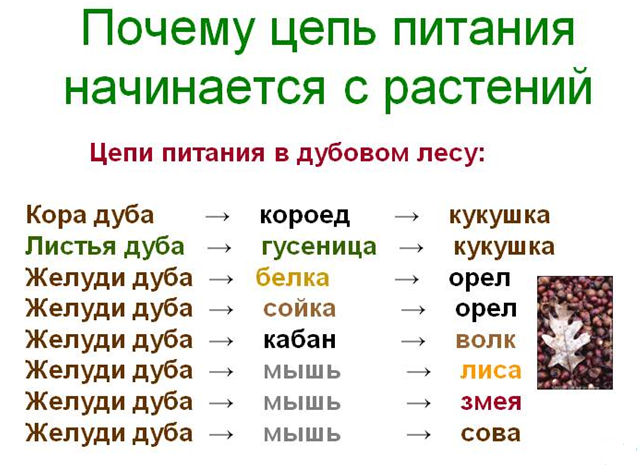 Почему цепь питания
начинается с растений
Цепи питания в дубовом лесу:
Кора дуба → короед → кукушка
Листья дуба → гусеница → кукушка
Желуди дуба → белка → орел
Желуди дуба → сойка → орел
Желуди дуба → кабан → волк
Желуди дуба → мышь → лиса
Желуди дуба → мышь → змея
Желуди дуба → мышь → сова